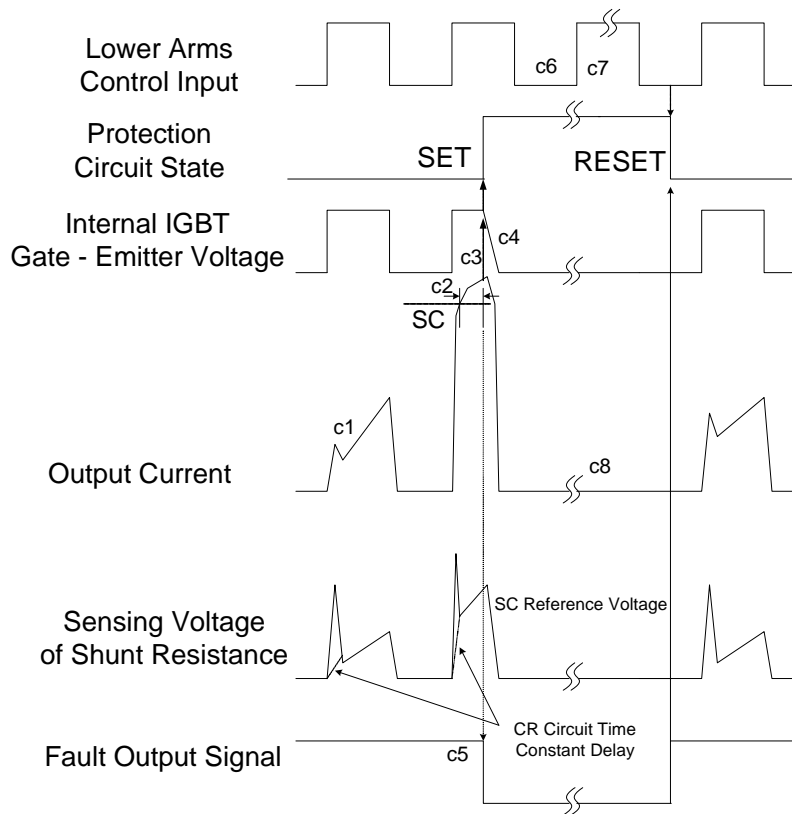 Lower Arms
Control Input
c6
c7
Protection
Circuit State
SET
RESET
Internal IGBT
Gate - Emitter Voltage
c4
c3
c2
SC
c1
Output Current
c8
SC Reference Voltage
Sensing Voltage
of Shunt Resistance
CR Circuit Time
Constant Delay
Fault Output Signal
c5